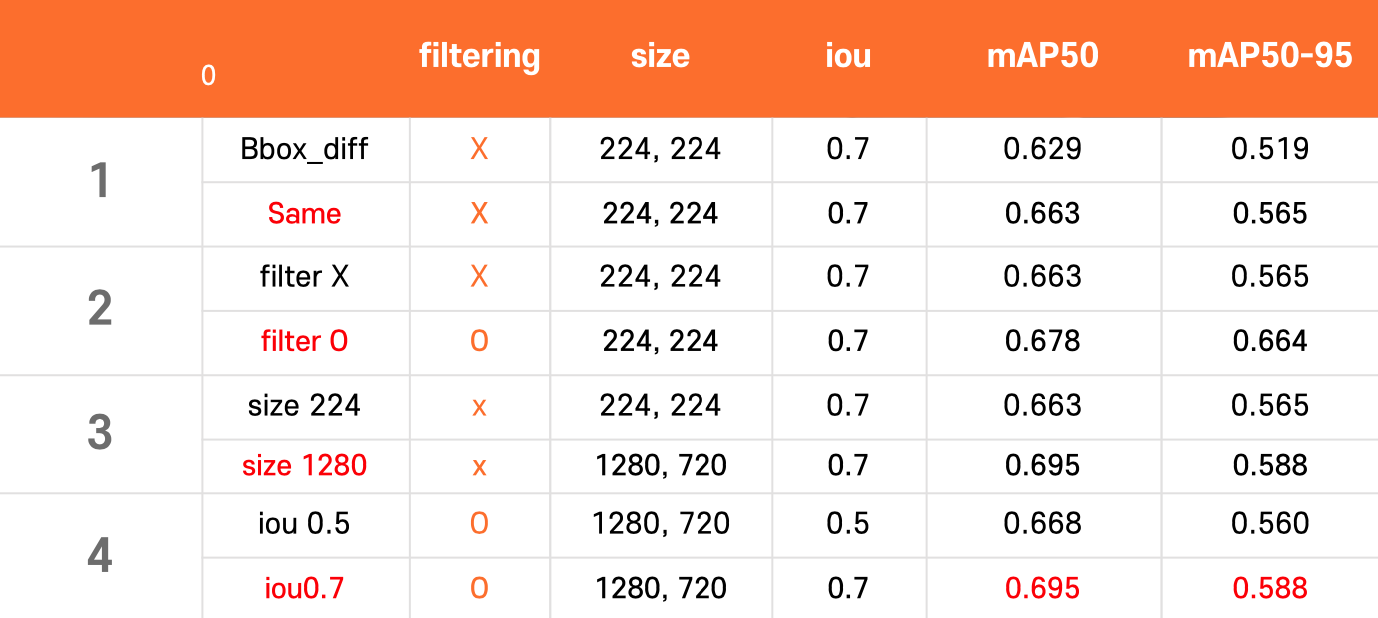 0 filtering size iou mAP50 mAP50-95
1
Bbox_diff X 224, 224 0.7 0.629 0.519
Same X 224, 224 0.7 0.663 0.565
2
filter X X 224, 224 0.7 0.663 0.565
filter O O 224, 224 0.7 0.678 0.664
3
size 224 x 224, 224 0.7 0.663 0.565
size 1280 x 1280, 720 0.7 0.695 0.588
4
iou 0.5 O 1280, 720 0.5 0.668 0.560
iou0.7 O 1280, 720 0.7 0.695 0.588